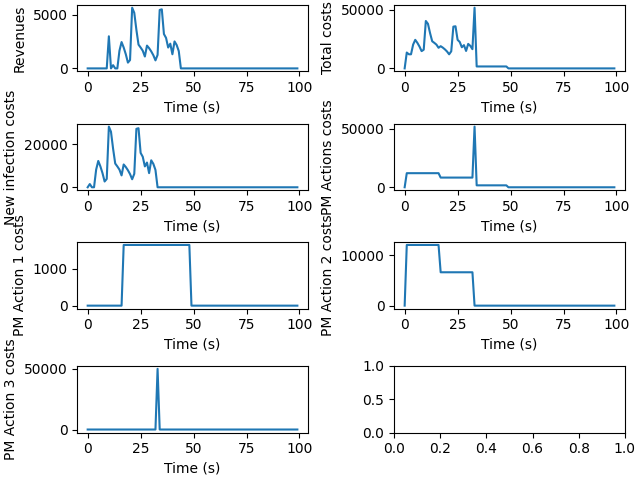 Revenues
5000
0
0 25 50 75 100
Time (s)
Total costs
50000
0
0 25 50 75 100
Time (s)
New infection costs
20000
0
0 25 50 75 100
Time (s)
PM Actions costs
50000
0
0 25 50 75 100
Time (s)
PM Action 1 costs
1000
0
0 25 50 75 100
Time (s)
PM Action 2 costs
10000
0
0 25 50 75 100
Time (s)
PM Action 3 costs
50000
0
0 25 50 75 100
Time (s)
1.0
0.5
0.0
0.0 0.2 0.4 0.6 0.8 1.0